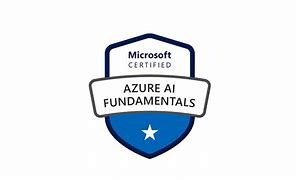 Microsoft
CERTIFIED
AZURE AI
FUNDAMENTALS